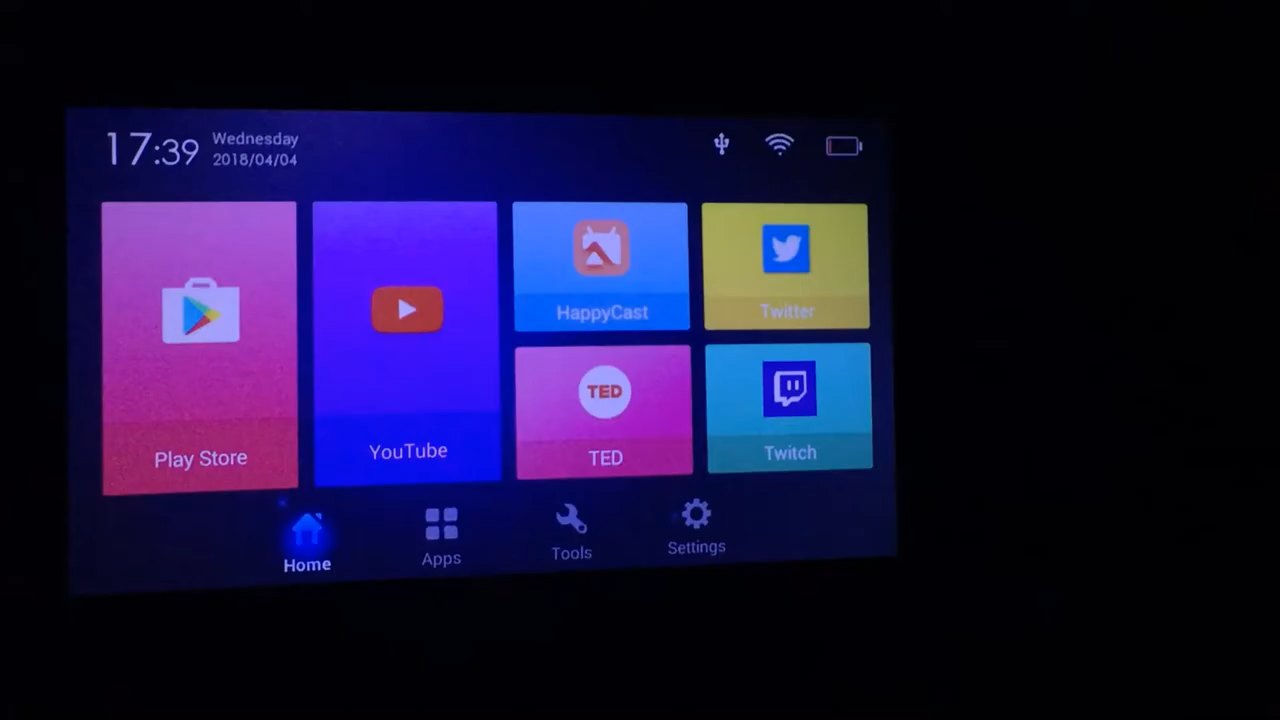 17:39
Wednesday
2018/04/04
Play Store
YouTube
HappyCast
Twitter
TED
TED
Twitch
Home
Apps
Tools
Settings